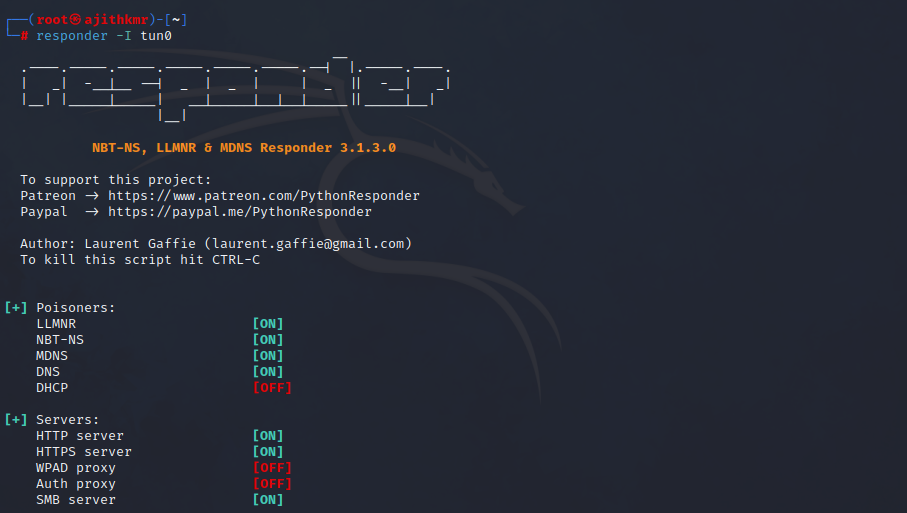 (root㉿ajithkmr)-[~]
# responder -I tun0
NBT-NS, LLMNR & MDNS Responder 3.1.3.0
To support this project:
Patreon -> https://www.patreon.com/PythonResponder
Paypal -> https://paypal.me/PythonResponder
Author: Laurent Gaffie (laurent.gaffie@gmail.com)
To kill this script hit CTRL-C
[+] Poisoners:
LLMNR [ON]
NBT-NS [ON]
MDNS [ON]
DNS [ON]
DHCP [OFF]
[+] Servers:
HTTP server [ON]
HTTPS server [ON]
WPAD proxy [OFF]
Auth proxy [OFF]
SMB server [ON]